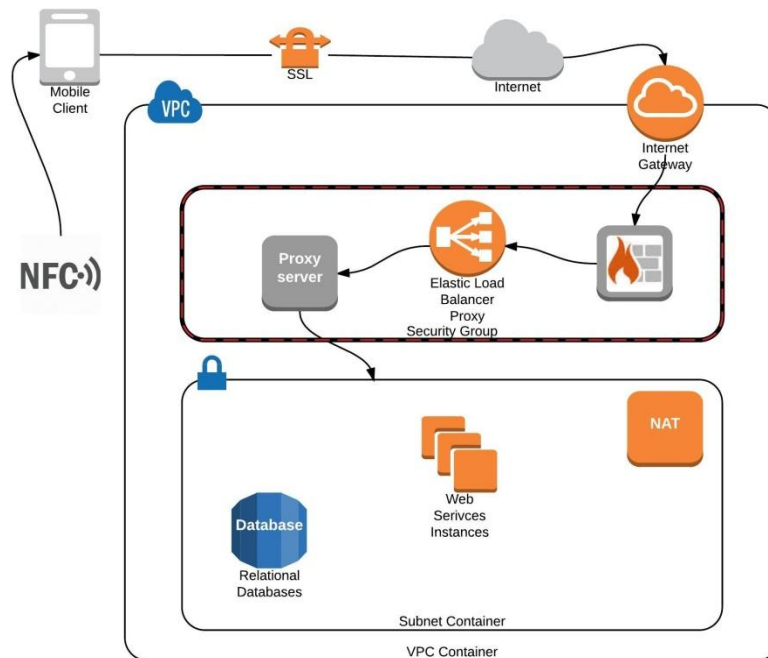 Mobile
Client
SSL
Internet
VPC
Internet
Gateway
NFC
Proxy
server
Elastic Load
Balancer
Proxy
Security Group
NAT
Web
Serivces
Instances
Database
Relational
Databases
Subnet Container
VPC Container